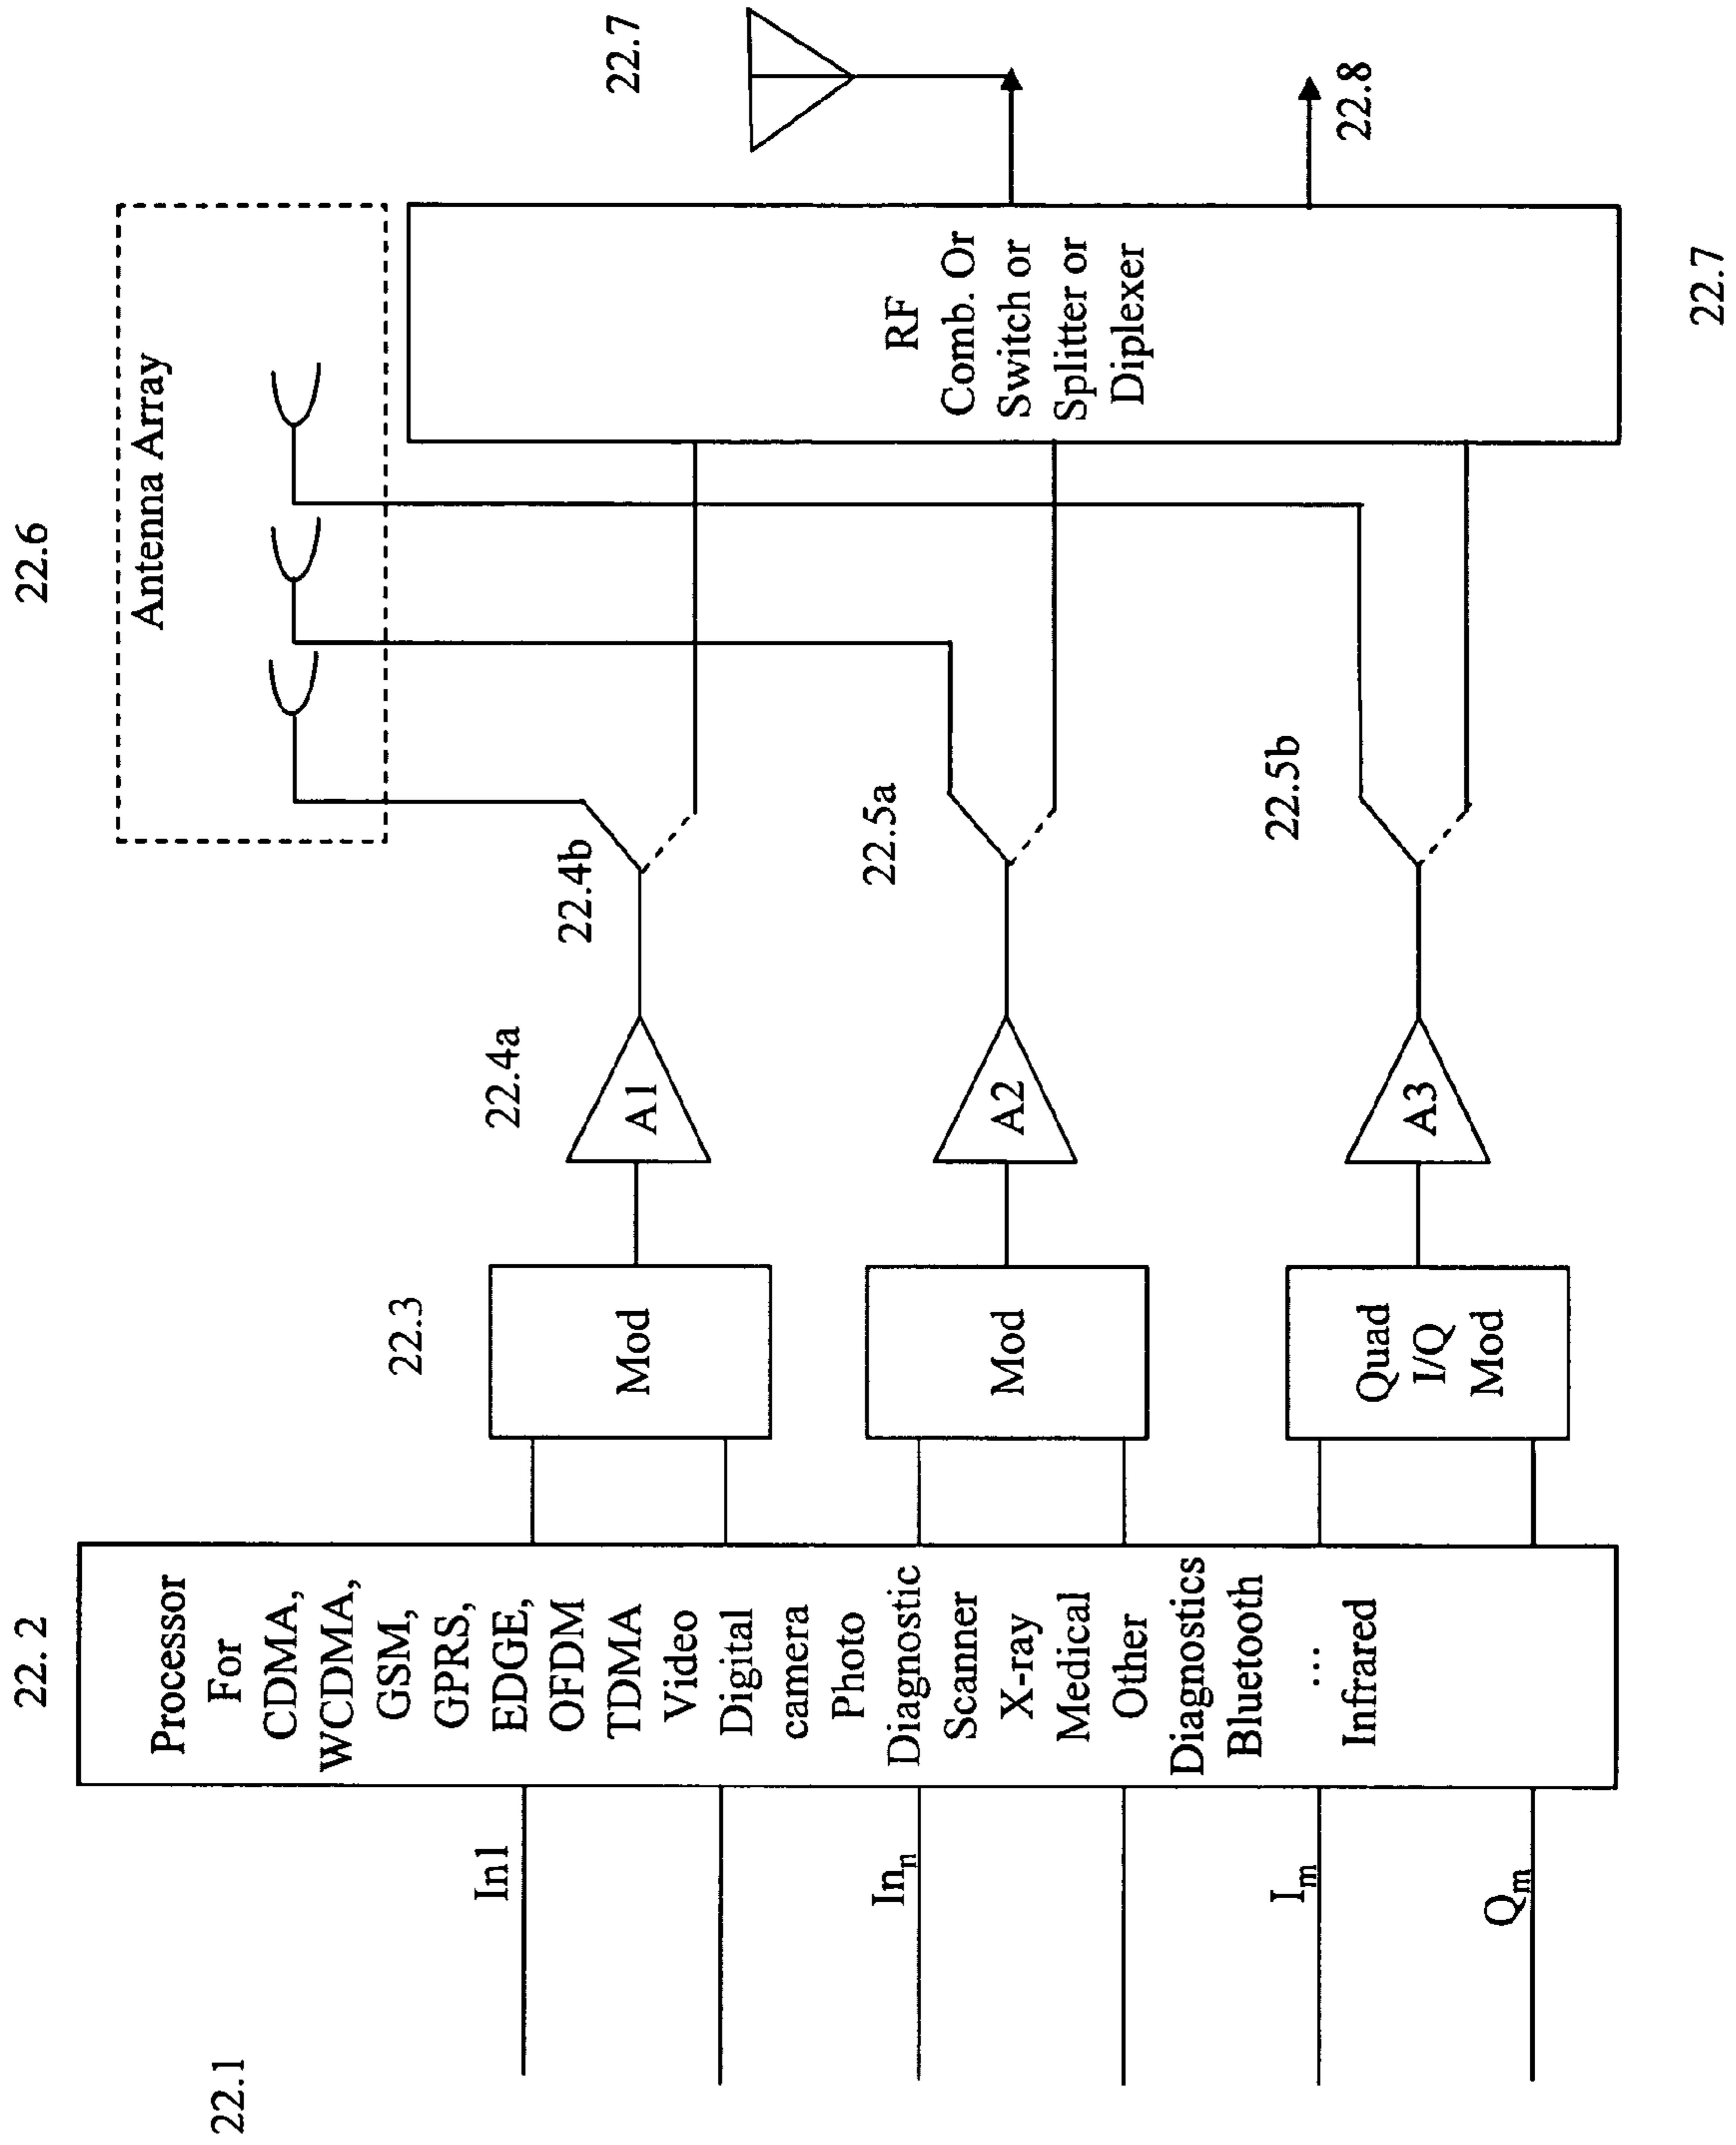 22.1
In1
In_n
I_m
Q_m
22.2
Processor
For
CDMA,
WCDMA,
GSM,
GPRS,
EDGE,
OFDM
TDMA
Video
Digital
camera
Photo
Diagnostic
Scanner
X-ray
Medical
Other
Diagnostics
Bluetooth
...
Infrared
22.3
Mod
Mod
Quad
I/Q
Mod
22.4a
A1
A2
A3
22.4b
22.5a
22.5b
22.6
Antenna Array
RF
Comb. Or
Switch or
Splitter or
Diplexer
22.7
22.7
22.8